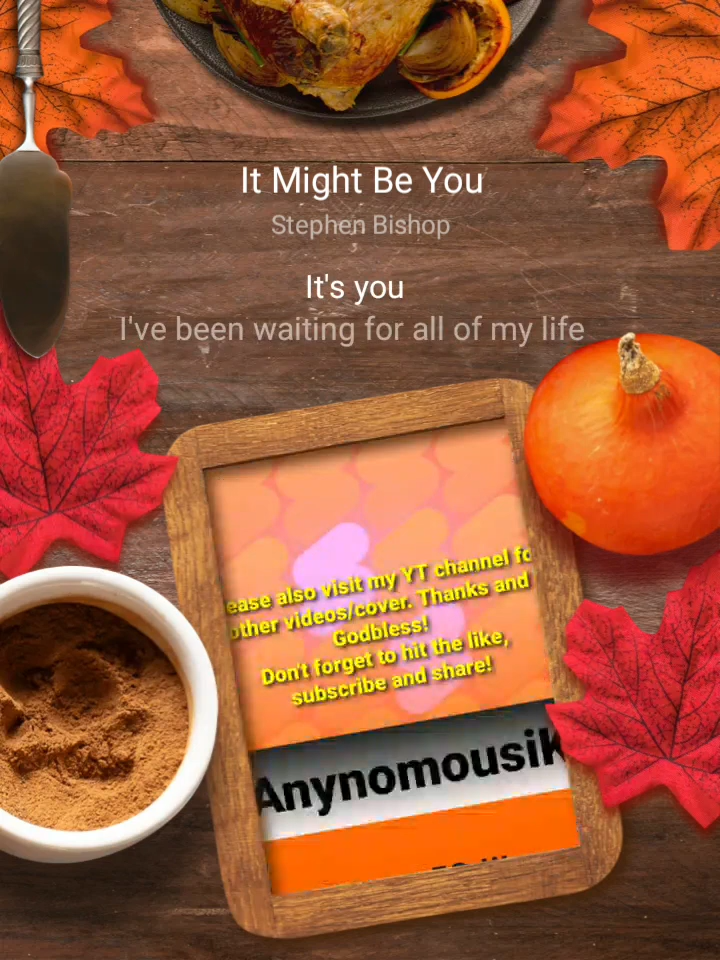 It Might Be You
Stephen Bishop
It's you
I've been waiting for all of my life
ease also visit my YT channel fo
other videos/cover. Thanks and
Godbless!
Don't forget to hit the like,
subscribe and share!
Anynomousik